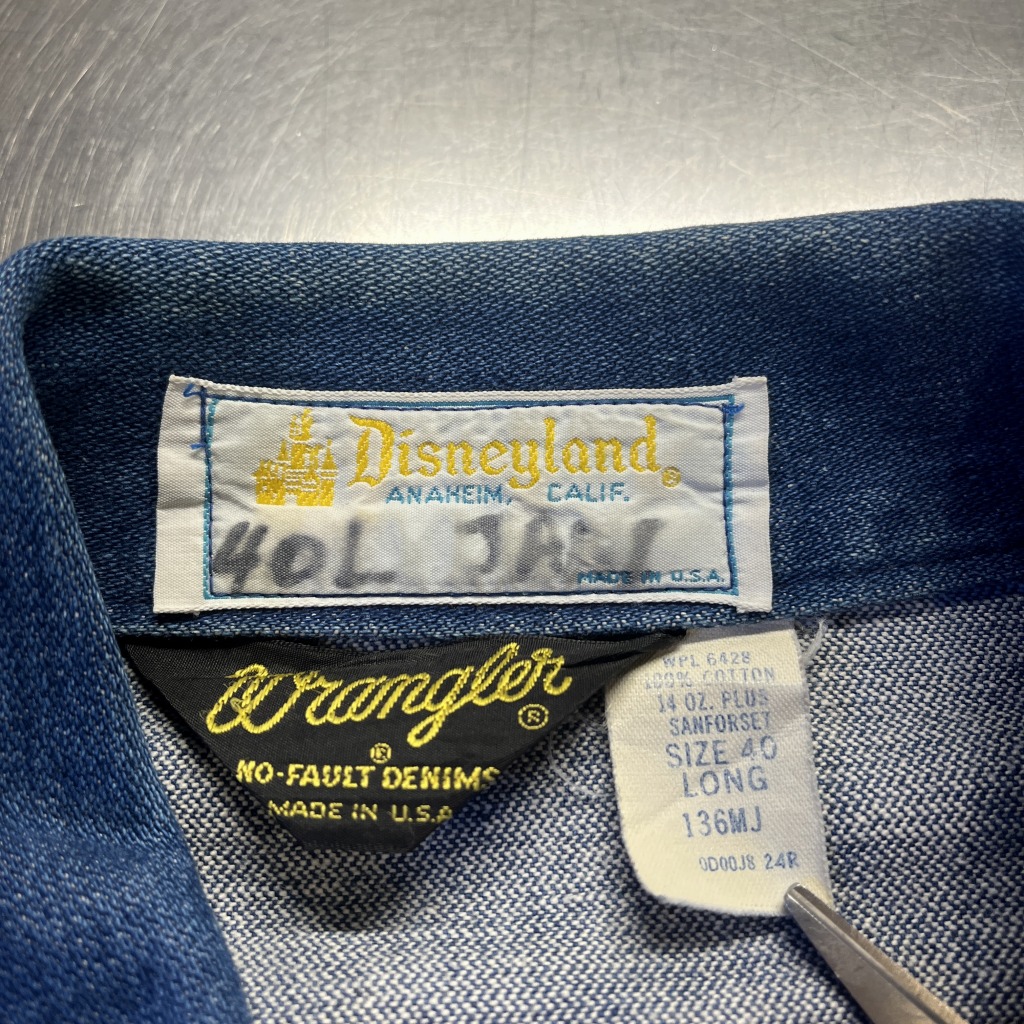 Disneyland®
ANAHEIM, CALIF.
40L
MADE IN U.S.A.
Wrangler®
®
NO-FAULT DENIMS
MADE IN U.S.A
WPL 6428
100% COTTON
14 OZ. PLUS
SANFORSET
SIZE 40
LONG
136MJ
24R